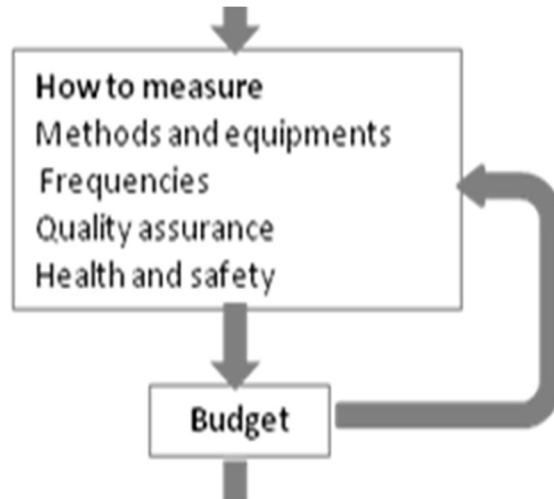 How to measure
Methods and equipments
Frequencies
Quality assurance
Health and safety
Budget